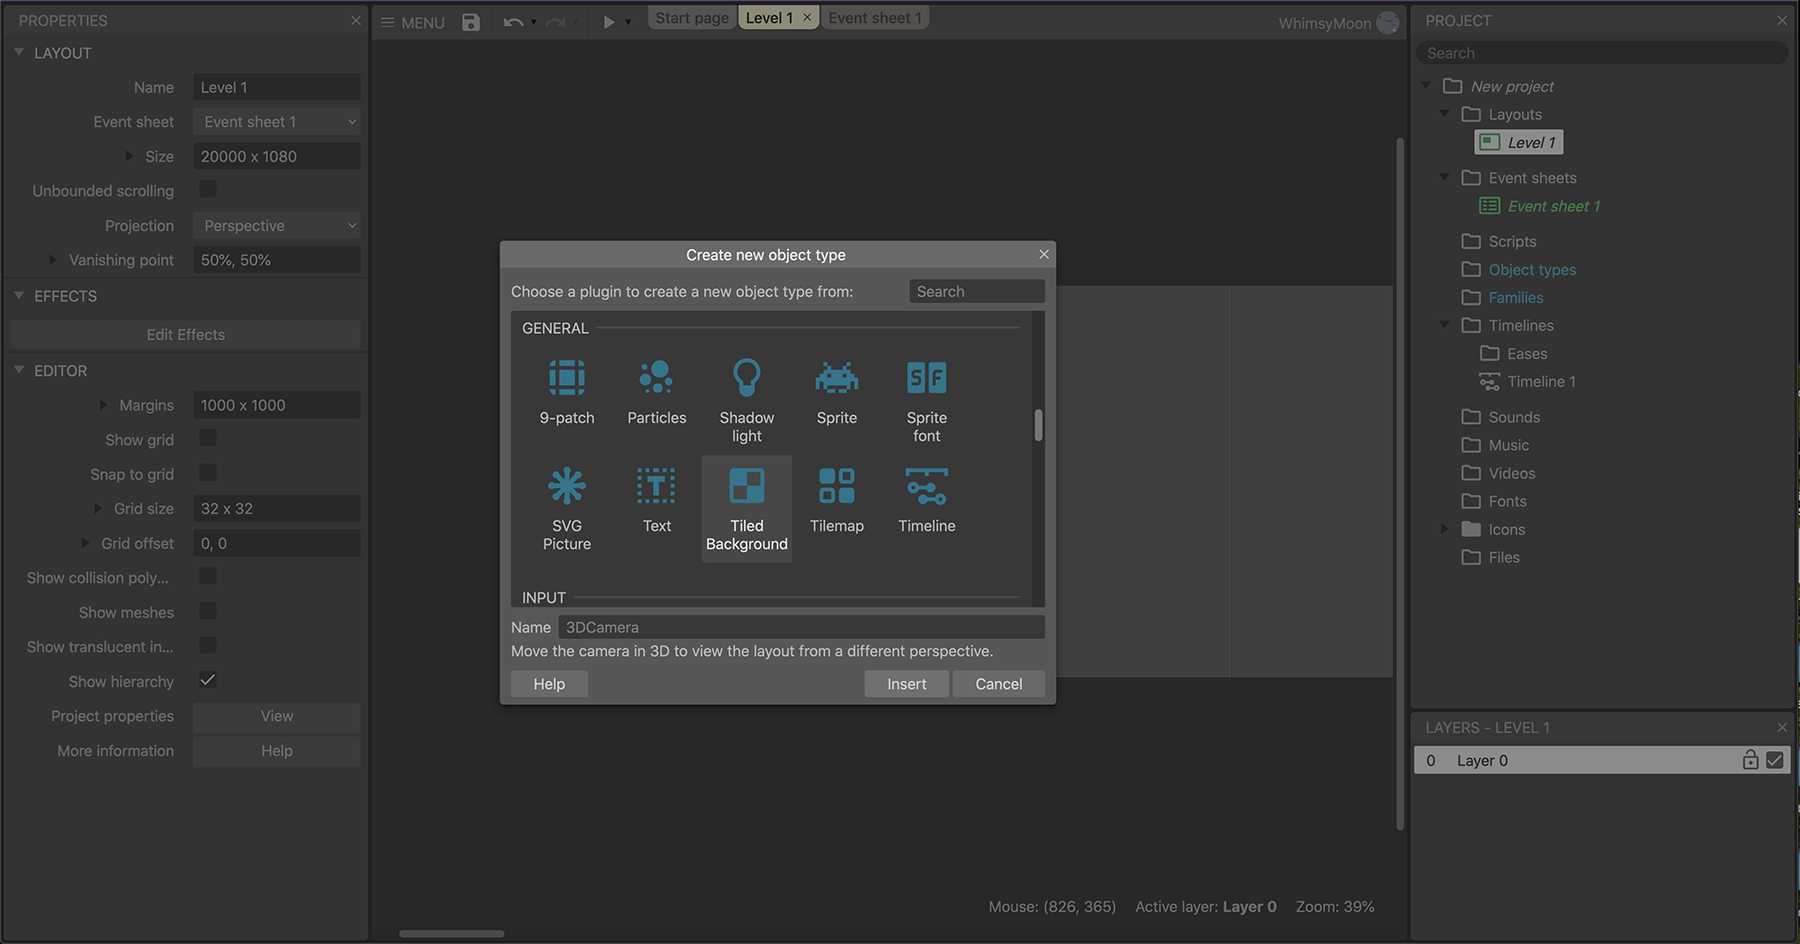 PROPERTIES
LAYOUT
Name
Level 1
Event sheet
Event sheet 1
Size
20000 x 1080
Unbounded scrolling
Projection
Perspective
Vanishing point
50%, 50%
EFFECTS
Edit Effects
EDITOR
Margins
1000 x 1000
Show grid
Snap to grid
Grid size
32 x 32
Grid offset
0, 0
Show collision poly...
Show meshes
Show translucent in...
Show hierarchy
Project properties
View
More information
Help
MENU
Start page
Level 1
Event sheet 1
WhimsyMoon
Create new object type
Choose a plugin to create a new object type from:
Search
GENERAL
9-patch
Particles
Shadow
light
Sprite
SF
Sprite
font
SVG
Picture
T
Text
Tiled
Background
Tilemap
Timeline
INPUT
Name
3DCamera
Move the camera in 3D to view the layout from a different perspective.
Help
Insert
Cancel
Mouse: (826, 365)
Active layer: Layer 0
Zoom: 39%
PROJECT
Search
New project
Layouts
Level 1
Event sheets
Event sheet 1
Scripts
Object types
Families
Timelines
Eases
Timeline 1
Sounds
Music
Videos
Fonts
Icons
Files
LAYERS - LEVEL 1
0
Layer 0